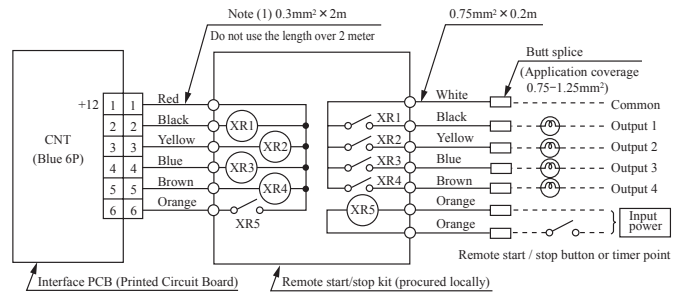 Note (1) 0.3mm² × 2m
Do not use the length over 2 meter
0.75mm² × 0.2m
Butt splice
(Application coverage
0.75−1.25mm²)
CNT
(Blue 6P)
+12
1 1
2 2
3 3
4 4
5 5
6 6
Red
Black
Yellow
Blue
Brown
Orange
XR1
XR2
XR3
XR4
XR5
XR1
XR2
XR3
XR4
XR5
White
Black
Yellow
Blue
Brown
Orange
Orange
Common
Output 1
Output 2
Output 3
Output 4
Input
power
Remote start / stop button or timer point
Interface PCB (Printed Circuit Board)
Remote start/stop kit (procured locally)